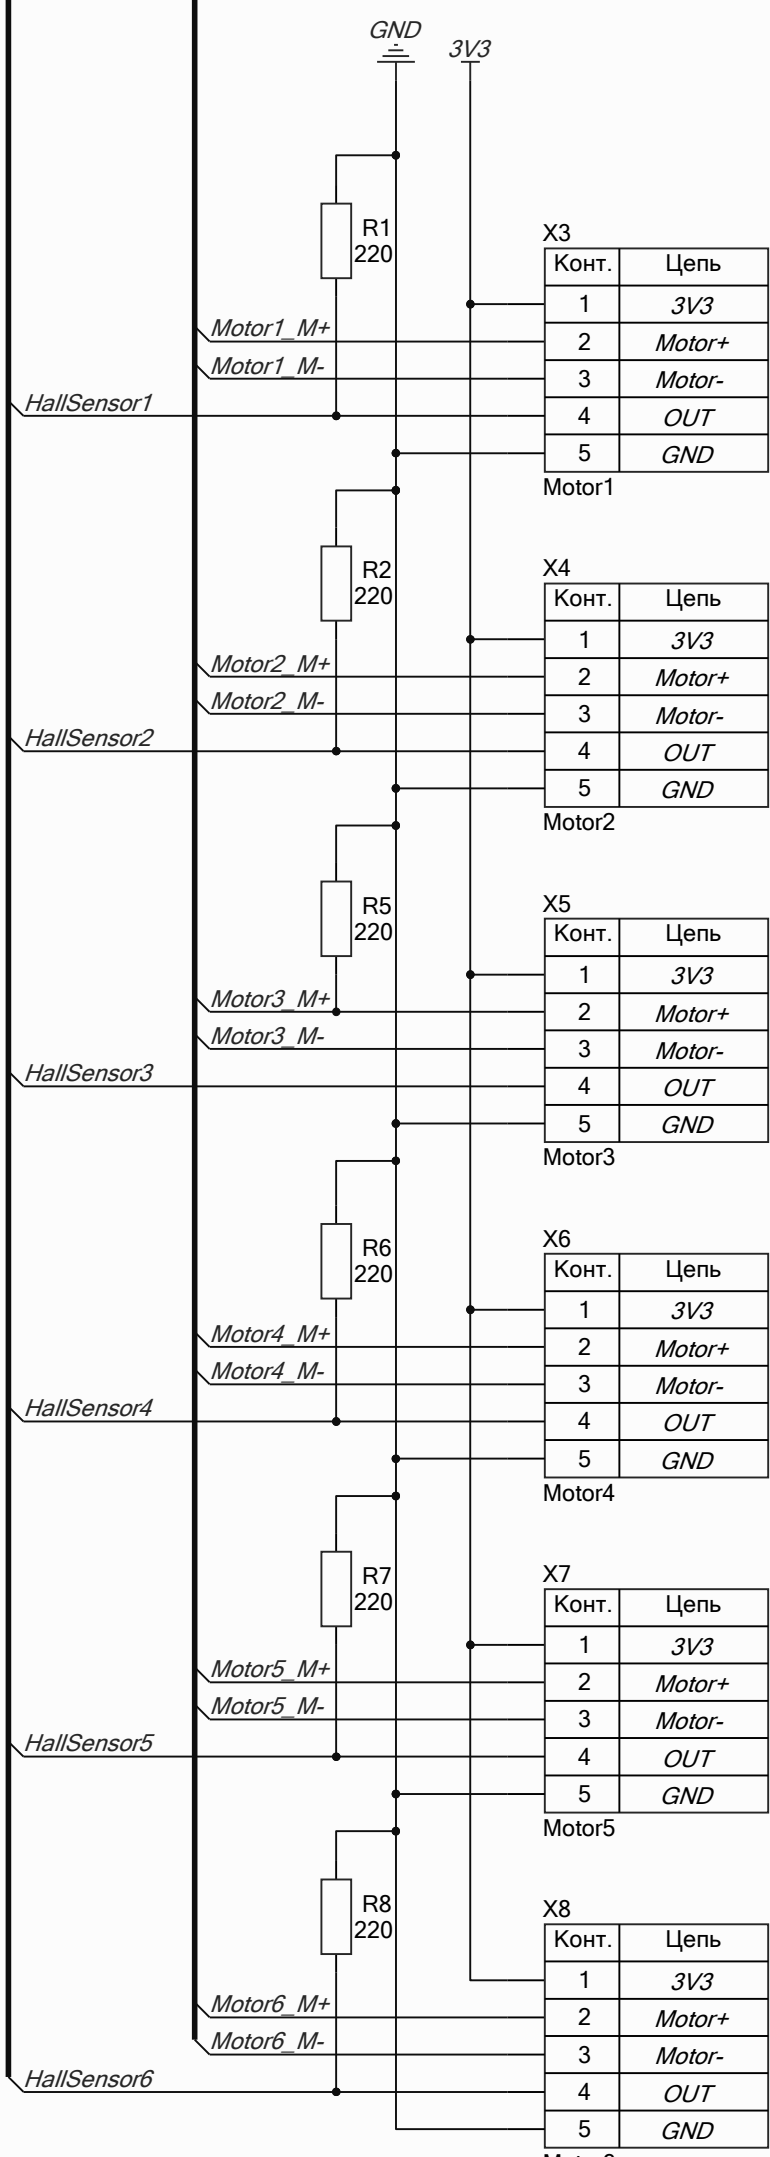 GND
3V3
R1
220
X3
Конт. Цепь
1 3V3
Motor1_M+ 2 Motor+
Motor1_M- 3 Motor-
HallSensor1 4 OUT
5 GND
Motor1
R2
220
X4
Конт. Цепь
1 3V3
Motor2_M+ 2 Motor+
Motor2_M- 3 Motor-
HallSensor2 4 OUT
5 GND
Motor2
R5
220
X5
Конт. Цепь
1 3V3
Motor3_M+ 2 Motor+
Motor3_M- 3 Motor-
HallSensor3 4 OUT
5 GND
Motor3
R6
220
X6
Конт. Цепь
1 3V3
Motor4_M+ 2 Motor+
Motor4_M- 3 Motor-
HallSensor4 4 OUT
5 GND
Motor4
R7
220
X7
Конт. Цепь
1 3V3
Motor5_M+ 2 Motor+
Motor5_M- 3 Motor-
HallSensor5 4 OUT
5 GND
Motor5
R8
220
X8
Конт. Цепь
1 3V3
Motor6_M+ 2 Motor+
Motor6_M- 3 Motor-
HallSensor6 4 OUT
5 GND